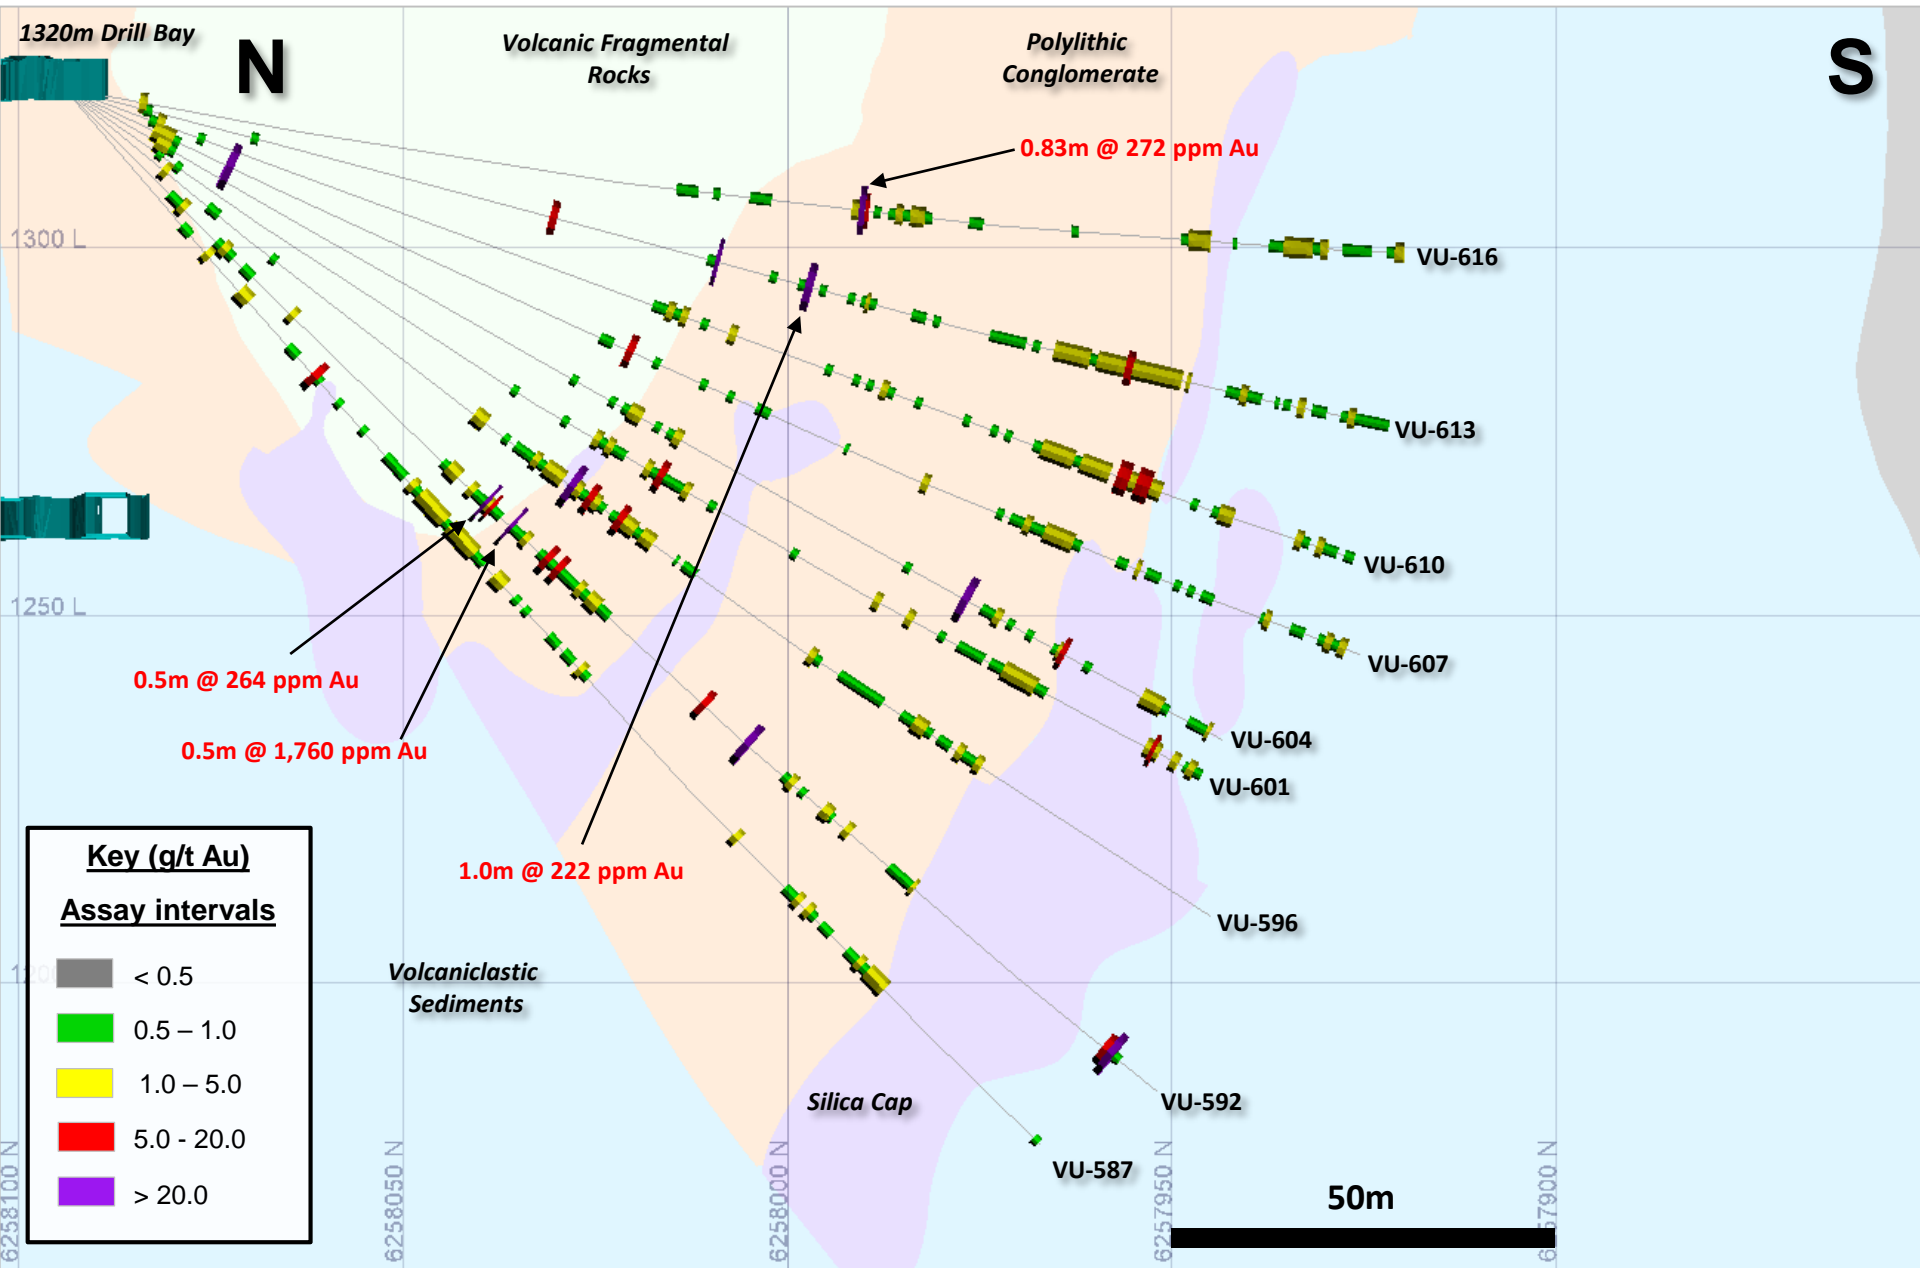 1320m Drill Bay
N
Volcanic Fragmental
Rocks
Polylithic
Conglomerate
S
0.83m @ 272 ppm Au
1300 L
VU-616
VU-613
VU-610
1250 L
VU-607
0.5m @ 264 ppm Au
VU-604
0.5m @ 1,760 ppm Au
VU-601
1.0m @ 222 ppm Au
VU-596
Key (g/t Au)
Assay intervals
< 0.5
0.5 – 1.0
1.0 – 5.0
5.0 - 20.0
> 20.0
Volcaniclastic
Sediments
Silica Cap
VU-592
VU-587
50m
6258100 N
6258050 N
6258000 N
6257950 N
6257900 N